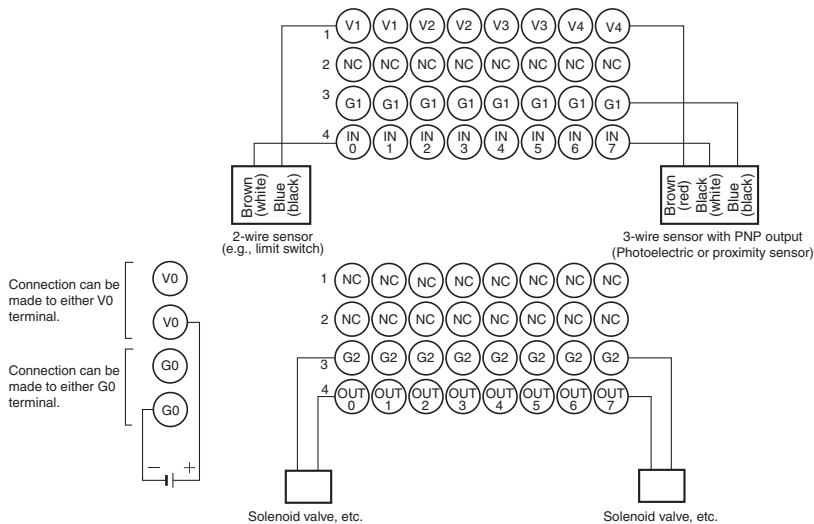 1 V1 V1 V2 V2 V3 V3 V4 V4
2 NC NC NC NC NC NC NC NC
3 G1 G1 G1 G1 G1 G1 G1 G1
4 IN 0 IN 1 IN 2 IN 3 IN 4 IN 5 IN 6 IN 7
Brown (white)
Blue (black)
2-wire sensor
(e.g., limit switch)
Brown (red)
Black (white)
Blue (black)
3-wire sensor with PNP output
(Photoelectric or proximity sensor)
Connection can be
made to either V0
terminal.
V0
V0
Connection can be
made to either G0
terminal.
G0
G0
− +
1 NC NC NC NC NC NC NC NC
2 NC NC NC NC NC NC NC NC
3 G2 G2 G2 G2 G2 G2 G2 G2
4 OUT 0 OUT 1 OUT 2 OUT 3 OUT 4 OUT 5 OUT 6 OUT 7
Solenoid valve, etc.
Solenoid valve, etc.